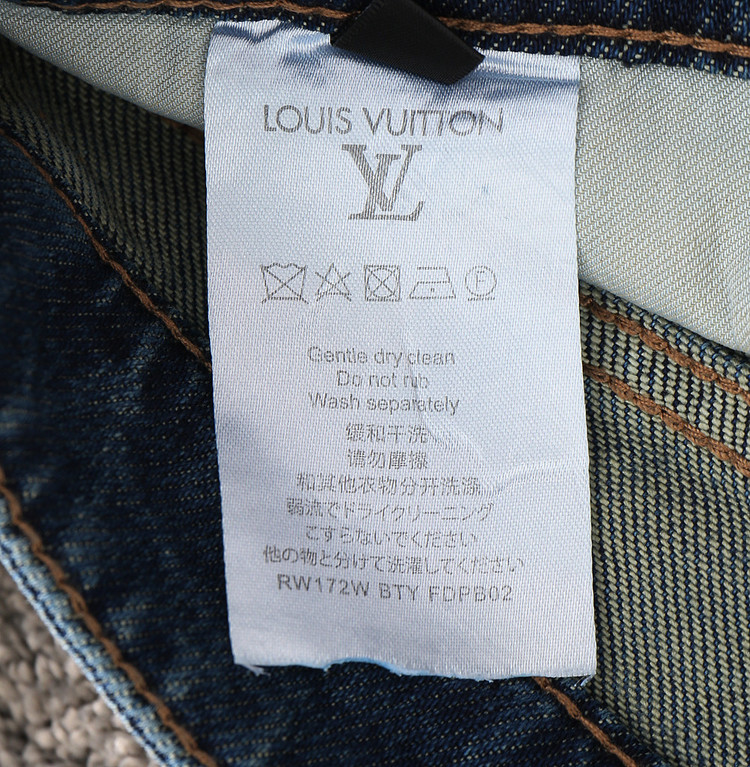 LOUIS VUITTON
LV
F
Gentle dry clean
Do not rub
Wash separately
缓和干洗
请勿摩擦
和其他衣物分开洗涤
弱流でドライクリーニング
こすらないでください
他の物と分けて洗濯してください
RW172W BTY FDPB02